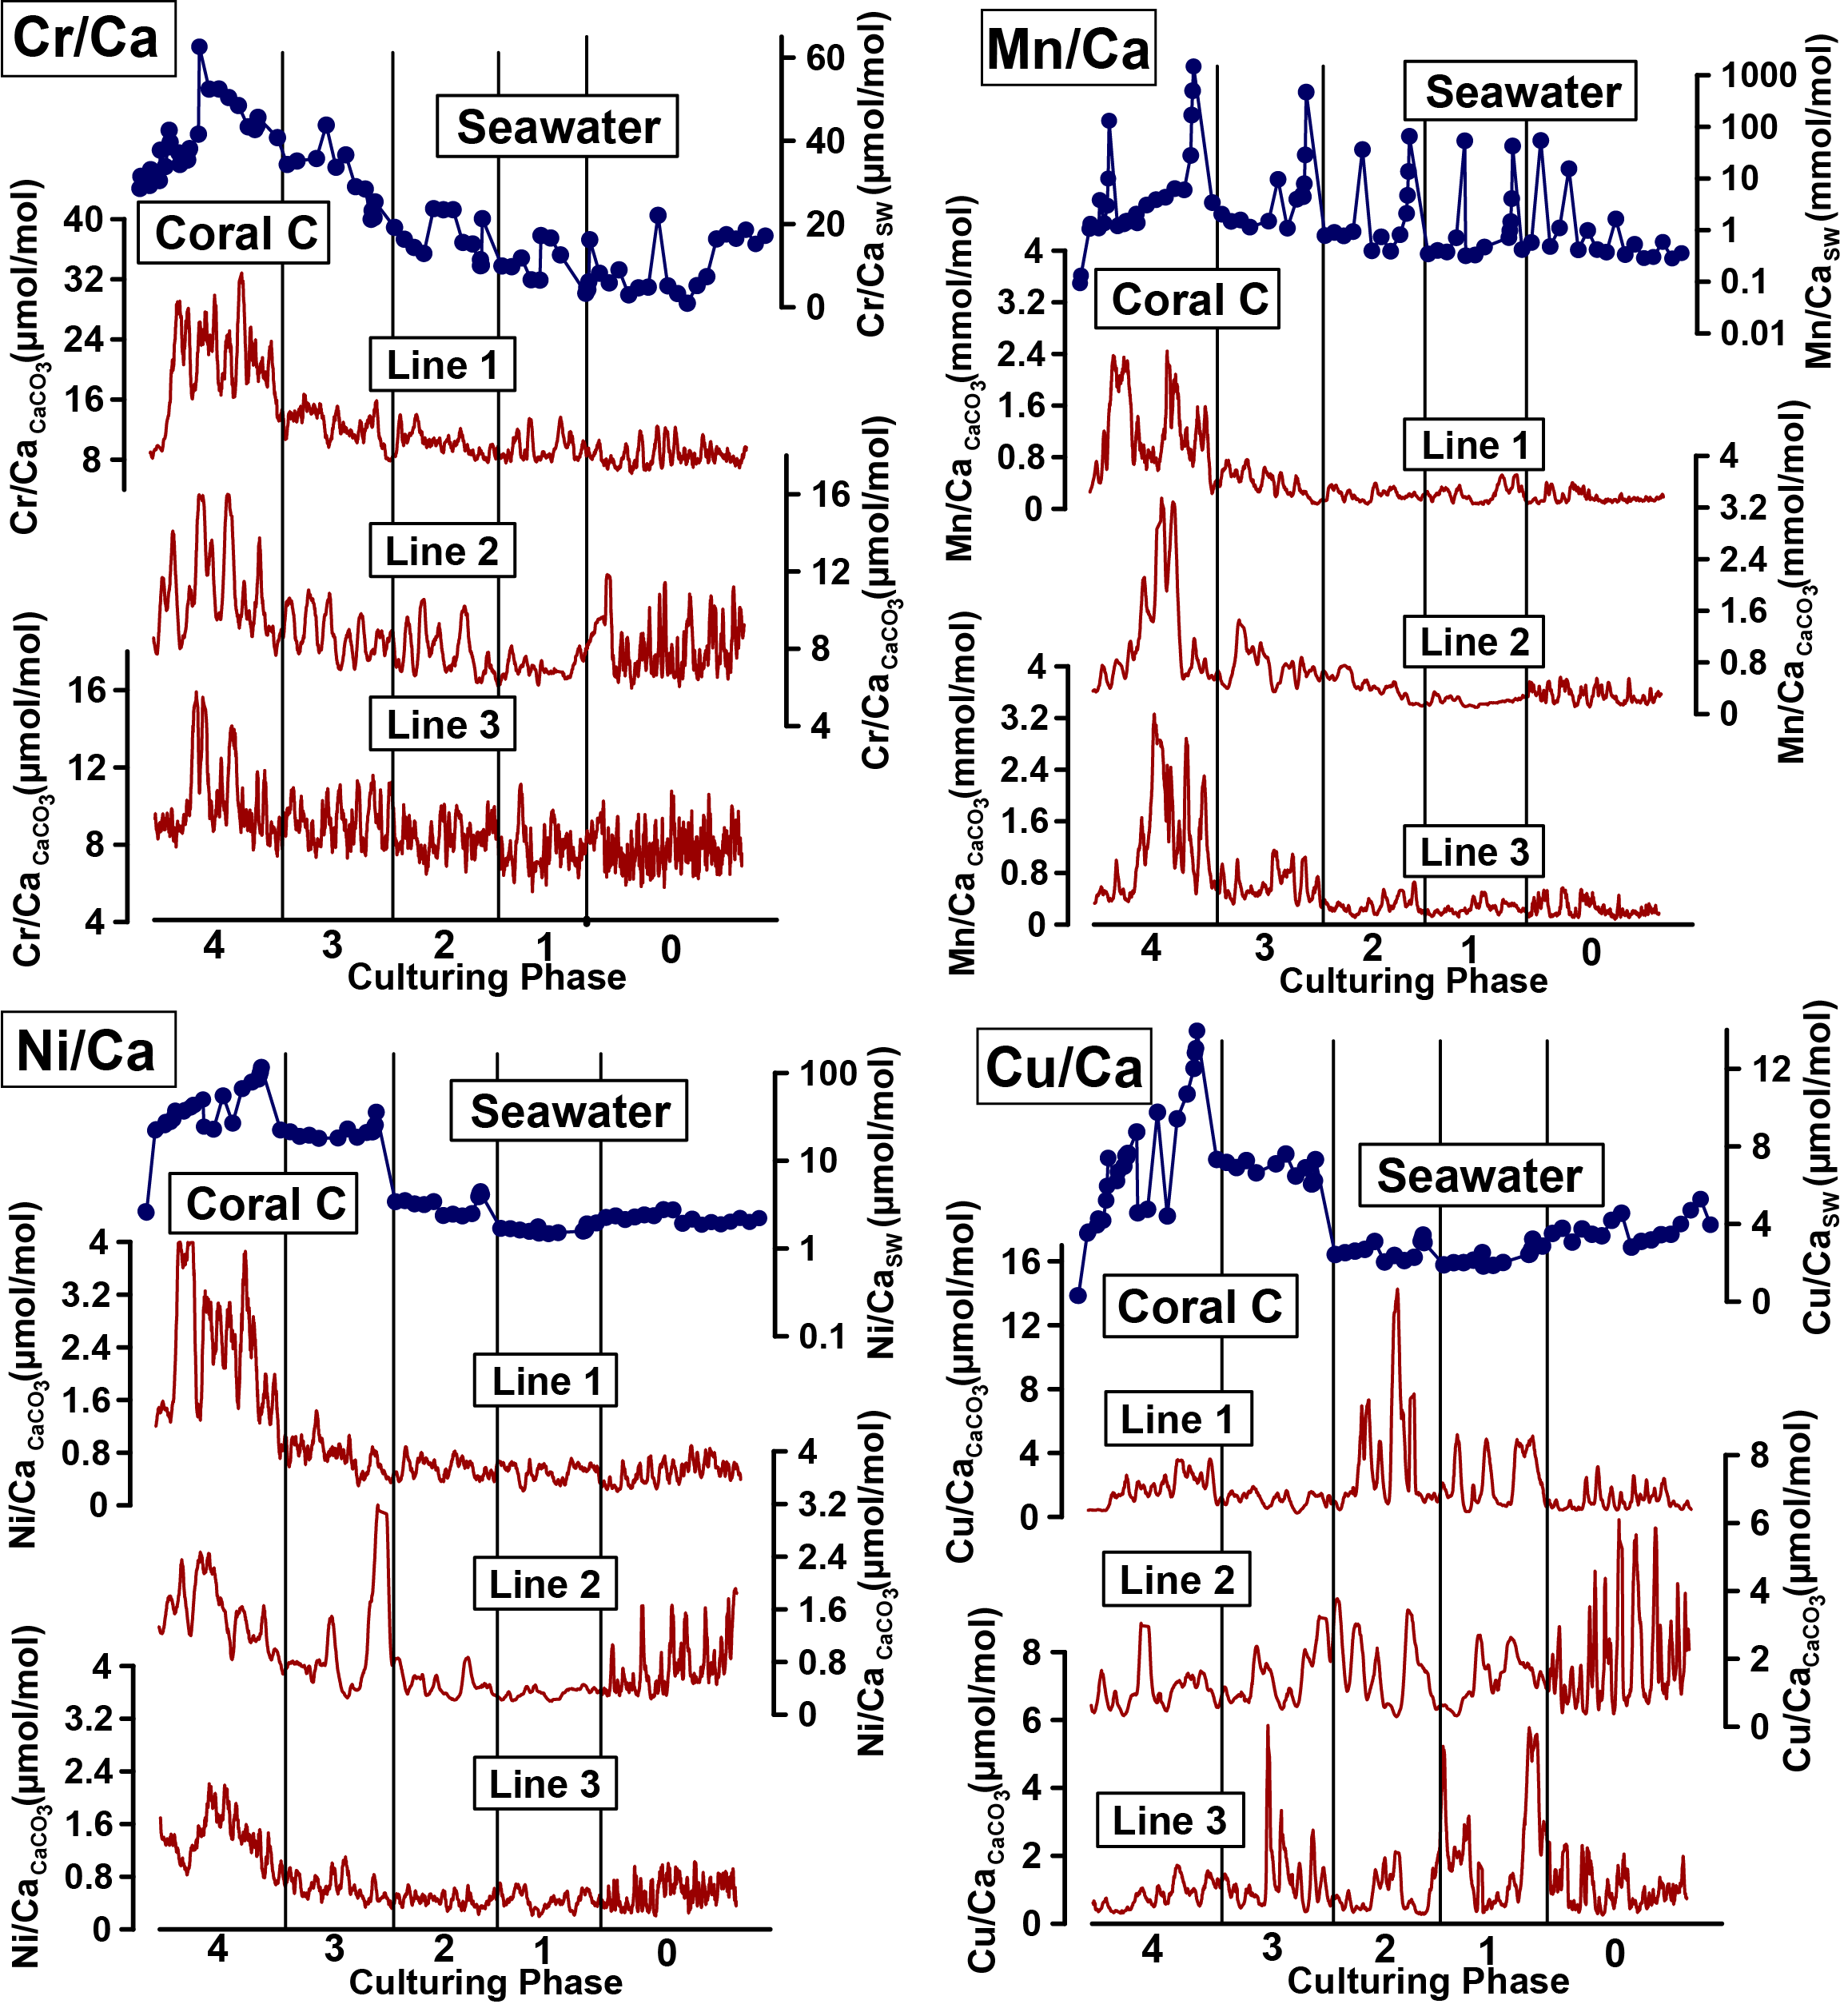 Cr/Ca
60
40
20
0
Cr/Ca SW (µmol/mol)
Seawater
Coral C
40
32
24
16
8
Cr/Ca CaCO3 (µmol/mol)
Line 1
16
12
8
4
Cr/Ca CaCO3 (µmol/mol)
Line 2
16
12
8
4
Cr/Ca CaCO3 (µmol/mol)
Line 3
4 3 2 1 0
Culturing Phase
Mn/Ca
1000
100
10
1
0.1
0.01
Mn/Ca SW (mmol/mol)
Seawater
Coral C
4
3.2
2.4
1.6
0.8
0
Mn/Ca CaCO3 (mmol/mol)
Line 1
4
3.2
2.4
1.6
0.8
0
Mn/Ca CaCO3 (mmol/mol)
Line 2
4
3.2
2.4
1.6
0.8
0
Mn/Ca CaCO3 (mmol/mol)
Line 3
4 3 2 1 0
Culturing Phase
Ni/Ca
100
10
1
0.1
Ni/Ca SW (µmol/mol)
Seawater
Coral C
4
3.2
2.4
1.6
0.8
0
Ni/Ca CaCO3 (µmol/mol)
Line 1
4
3.2
2.4
1.6
0.8
0
Ni/Ca CaCO3 (µmol/mol)
Line 2
4
3.2
2.4
1.6
0.8
0
Ni/Ca CaCO3 (µmol/mol)
Line 3
4 3 2 1 0
Culturing Phase
Cu/Ca
12
8
4
0
Cu/Ca SW (µmol/mol)
Seawater
Coral C
16
12
8
4
0
Cu/Ca CaCO3 (µmol/mol)
Line 1
8
6
4
2
0
Cu/Ca CaCO3 (µmol/mol)
Line 2
8
6
4
2
0
Cu/Ca CaCO3 (µmol/mol)
Line 3
4 3 2 1 0
Culturing Phase